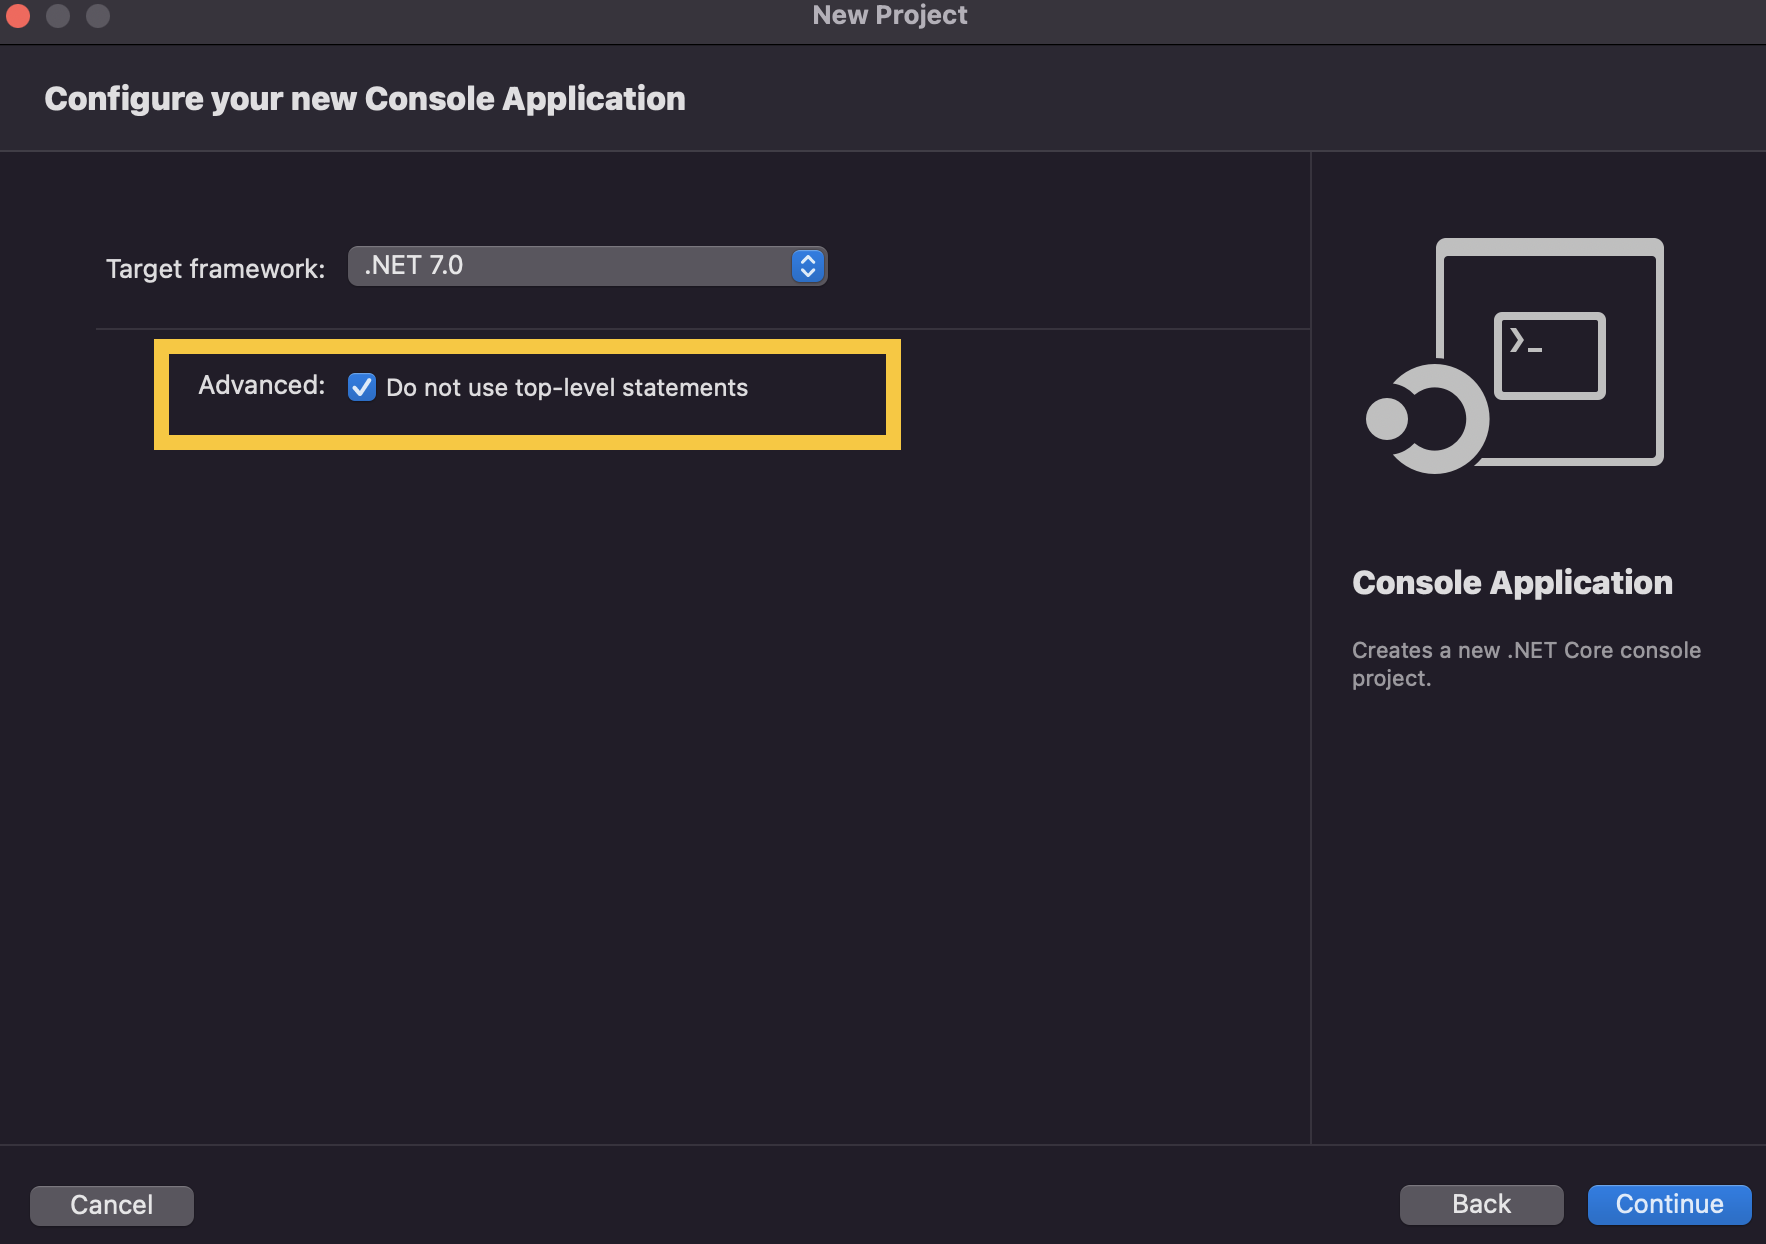 New Project
Configure your new Console Application
Target framework: .NET 7.0
Advanced: Do not use top-level statements
Console Application
Creates a new .NET Core console
project.
Cancel Back Continue